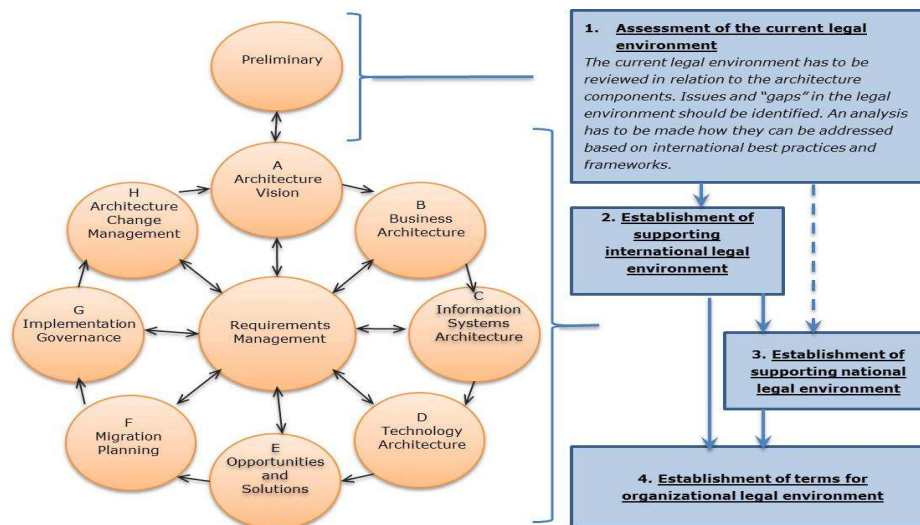 Preliminary
A
Architecture
Vision
B
Business
Architecture
C
Information
Systems
Architecture
D
Technology
Architecture
E
Opportunities
and
Solutions
F
Migration
Planning
G
Implementation
Governance
H
Architecture
Change
Management
Requirements
Management
1. Assessment of the current legal
environment
The current legal environment has to be
reviewed in relation to the architecture
components. Issues and “gaps” in the legal
environment should be identified. An analysis
has to be made how they can be addressed
based on international best practices and
frameworks.
2. Establishment of
supporting
international legal
environment
3. Establishment of
supporting national
legal environment
4. Establishment of terms for
organizational legal environment